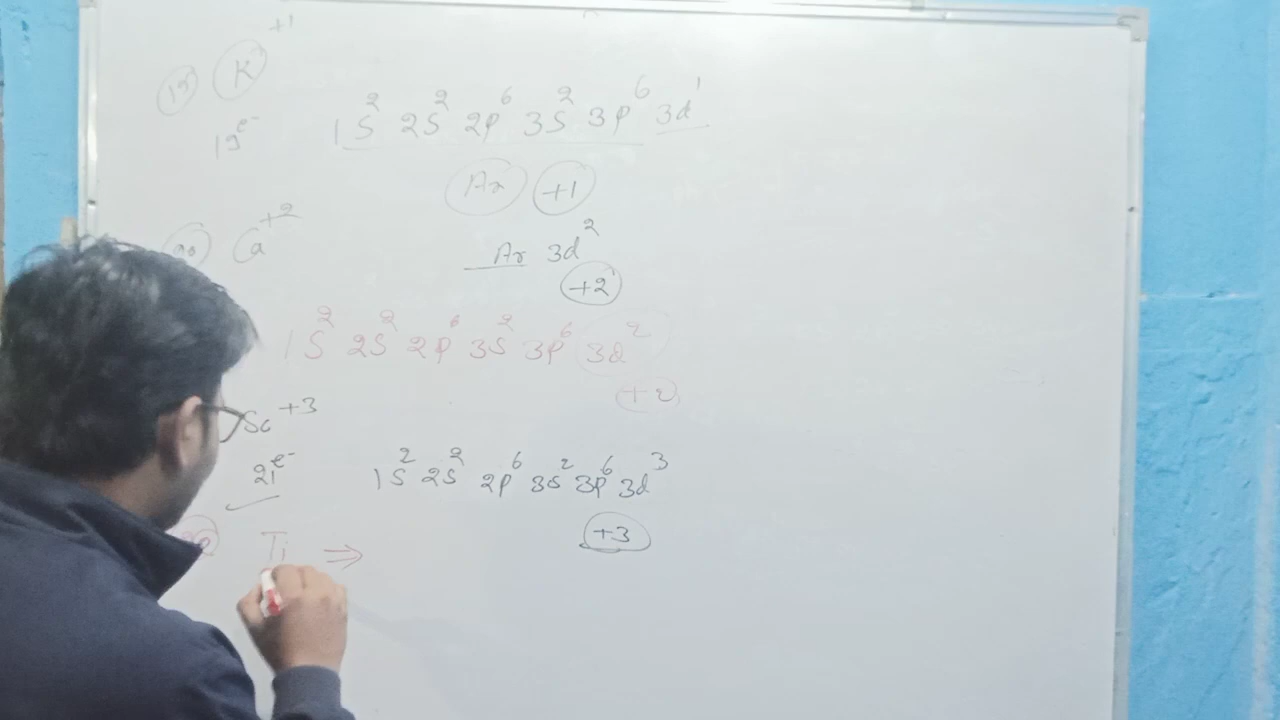 19 K +1
19e- 1s² 2s² 2p⁶ 3s² 3p⁶ 3d¹
Ar +1
20 Ca +2
Ar 3d²
+2
1s² 2s² 2p⁶ 3s² 3p⁶ 3d²
+2
Sc +3
21e- 1s² 2s² 2p⁶ 3s² 3p⁶ 3d³
+3
Ti ⇒